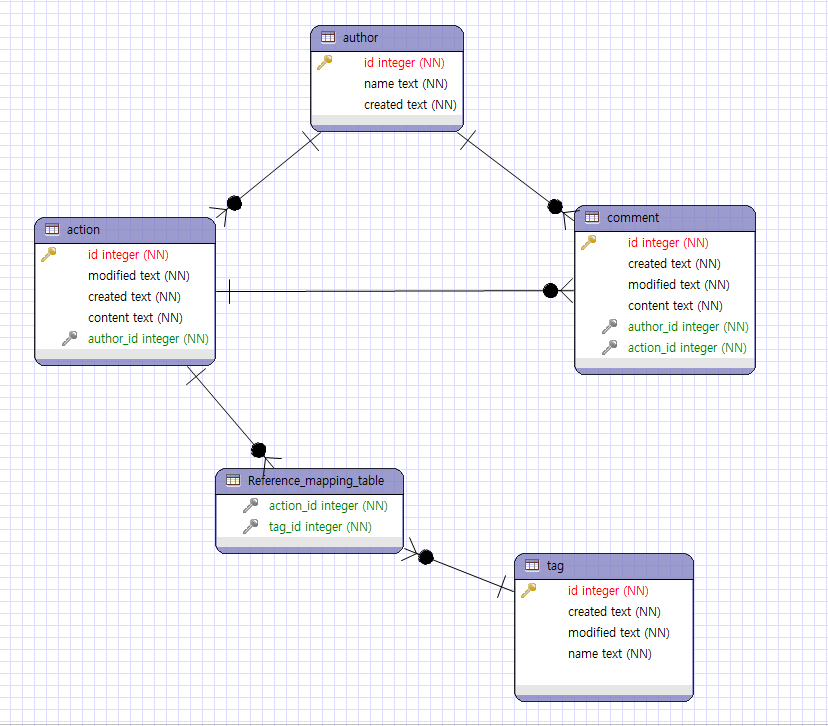 author
id integer (NN)
name text (NN)
created text (NN)
action
id integer (NN)
modified text (NN)
created text (NN)
content text (NN)
author_id integer (NN)
comment
id integer (NN)
created text (NN)
modified text (NN)
content text (NN)
author_id integer (NN)
action_id integer (NN)
Reference_mapping_table
action_id integer (NN)
tag_id integer (NN)
tag
id integer (NN)
created text (NN)
modified text (NN)
name text (NN)